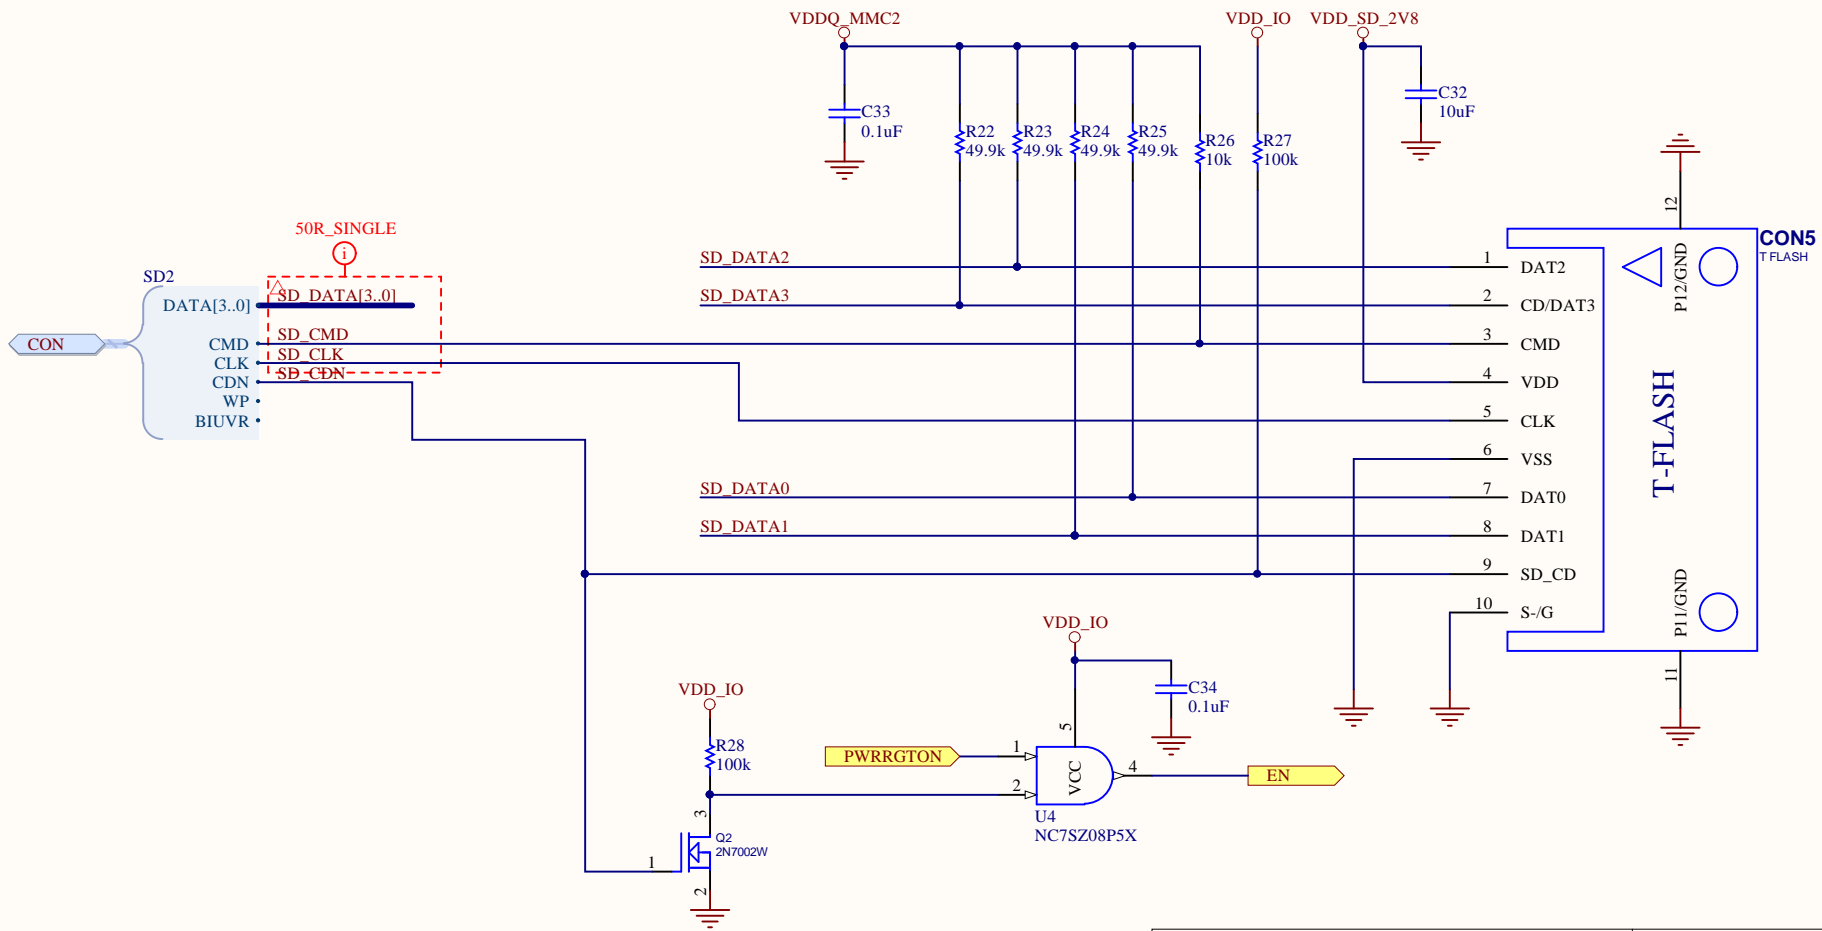 VDDQ_MMC2
VDD_IO
VDD_SD_2V8
C33
0.1uF
R22
49.9k
R23
49.9k
R24
49.9k
R25
49.9k
R26
10k
R27
100k
C32
10uF
12
CON5
T FLASH
P12/GND
50R_SINGLE
i
SD2
DATA[3..0]
SD_DATA[3..0]
CON
CMD
SD_CMD
CLK
SD_CLK
CDN
SD_CDN
WP
BIUVR
SD_DATA2
1
DAT2
SD_DATA3
2
CD/DAT3
3
CMD
4
VDD
5
CLK
6
VSS
SD_DATA0
7
DAT0
SD_DATA1
8
DAT1
9
SD_CD
10
S-/G
T-FLASH
P11/GND
11
VDD_IO
C34
0.1uF
5
VDD_IO
R28
100k
PWRRGTON
1
2
VCC
4
EN
U4
NC7SZ08P5X
3
Q2
2N7002W
1
2